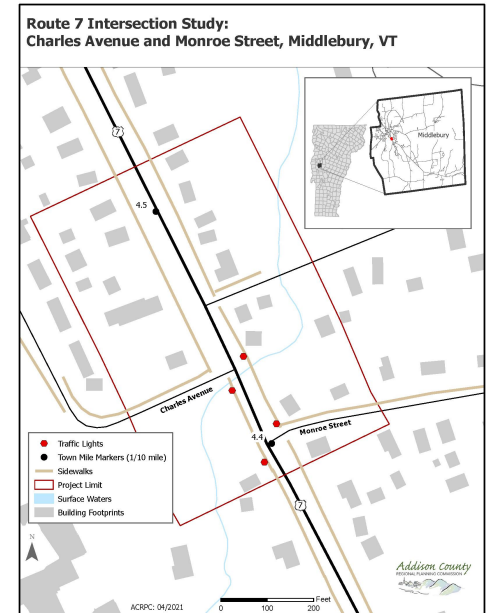 Route 7 Intersection Study:
Charles Avenue and Monroe Street, Middlebury, VT
Middlebury
7
4.5
Charles Avenue
4.4
Monroe Street
7
Traffic Lights
Town Mile Markers (1/10 mile)
Sidewalks
Project Limit
Surface Waters
Building Footprints
N
Addison County
REGIONAL PLANNING COMMISSION
ACRPC: 04/2021
Feet
0 100 200